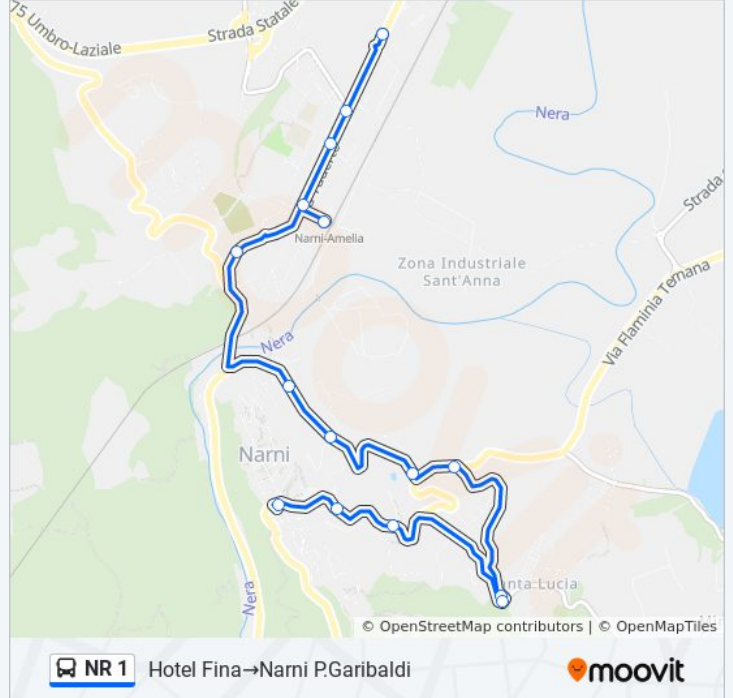 75 Umbro-Laziale
Strada Statale
Nera
Strada
Narni-Amelia
Zona Industriale
Sant'Anna
Via Flaminia Ternana
Nera
Narni
anta Lucia
Nera
© OpenStreetMap contributors | © OpenMapTiles
NR 1
Hotel Fina→Narni P.Garibaldi
moovit